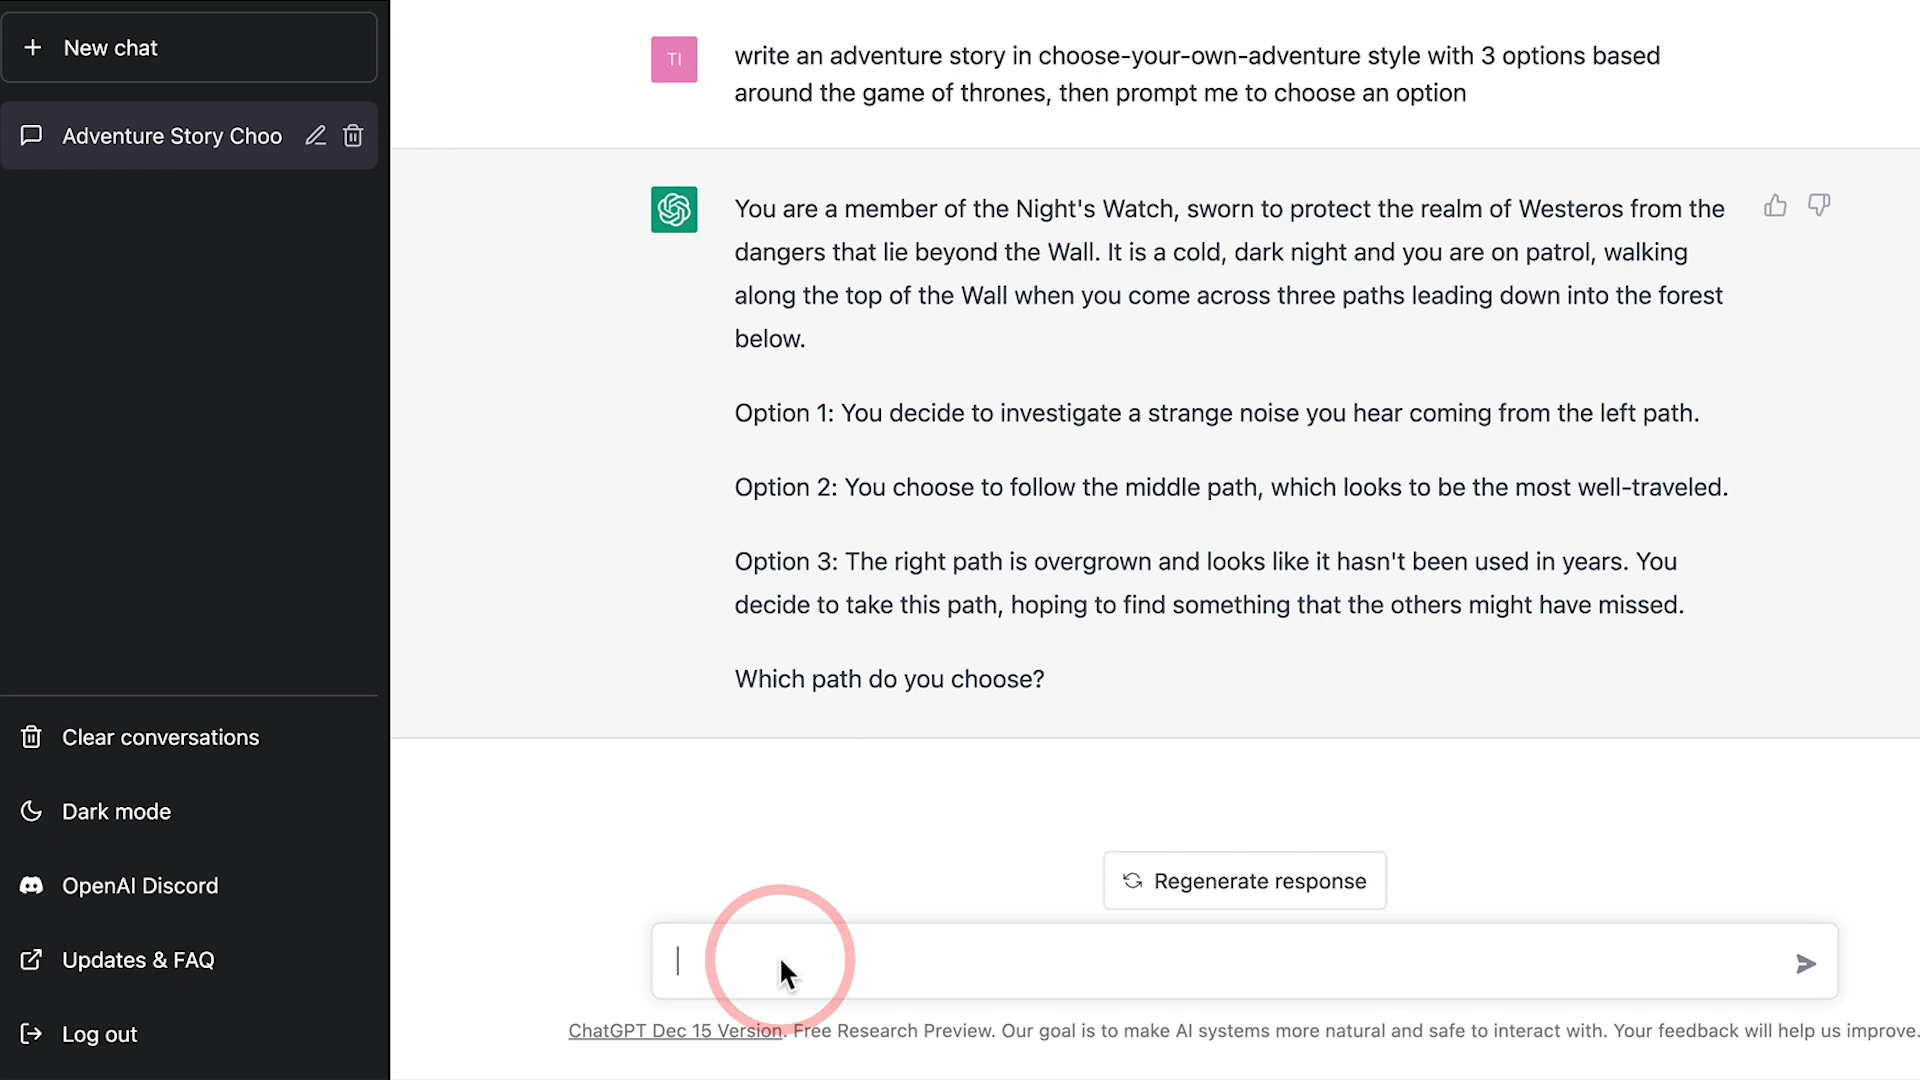 New chat
Adventure Story Choo
Clear conversations
Dark mode
OpenAI Discord
Updates & FAQ
Log out
TI
write an adventure story in choose-your-own-adventure style with 3 options based
around the game of thrones, then prompt me to choose an option
You are a member of the Night's Watch, sworn to protect the realm of Westeros from the
dangers that lie beyond the Wall. It is a cold, dark night and you are on patrol, walking
along the top of the Wall when you come across three paths leading down into the forest
below.
Option 1: You decide to investigate a strange noise you hear coming from the left path.
Option 2: You choose to follow the middle path, which looks to be the most well-traveled.
Option 3: The right path is overgrown and looks like it hasn't been used in years. You
decide to take this path, hoping to find something that the others might have missed.
Which path do you choose?
Regenerate response
ChatGPT Dec 15 Version. Free Research Preview. Our goal is to make AI systems more natural and safe to interact with. Your feedback will help us improve.